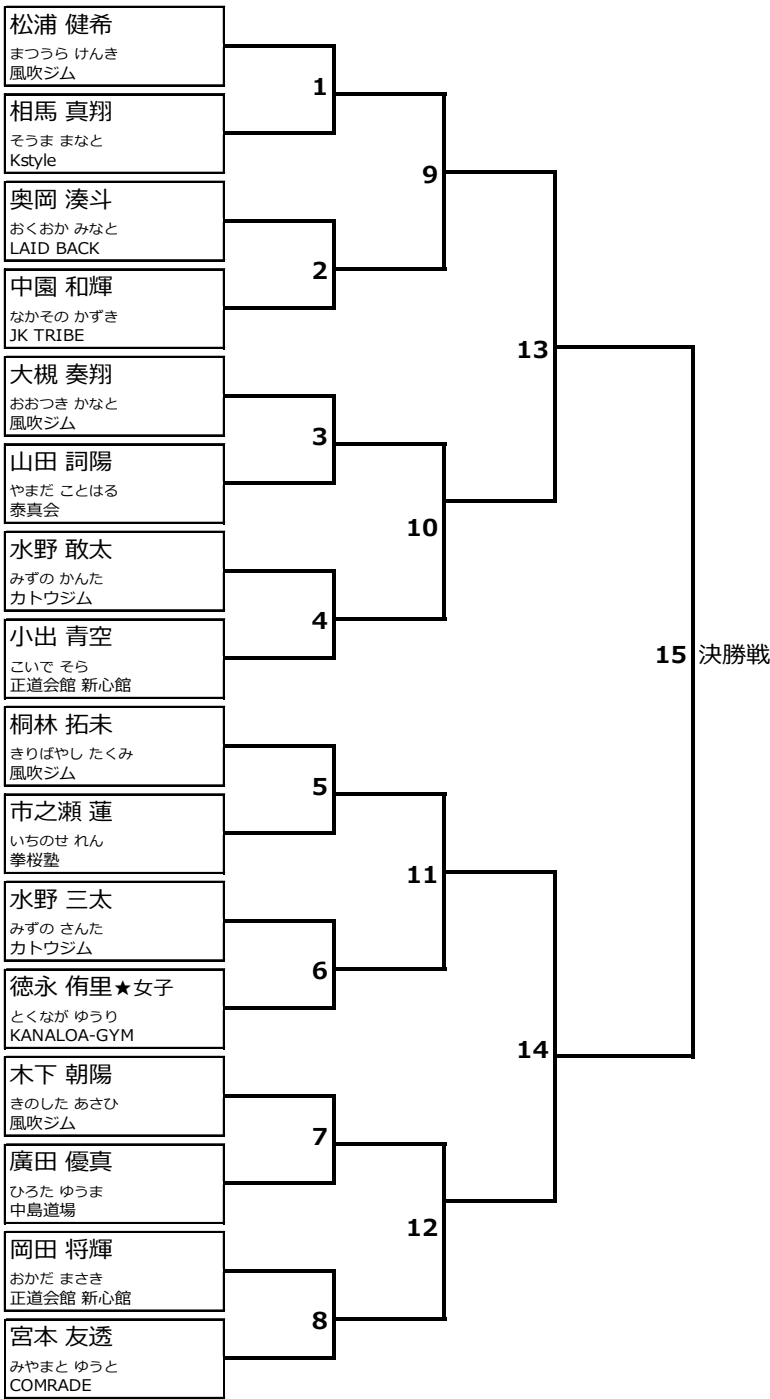 松浦 健希
まつうら けんき
風吹ジム
相馬 真翔
そうま まなと
Kstyle
奥岡 湊斗
おくおか みなと
LAID BACK
中園 和輝
なかその かずき
JK TRIBE
大槻 奏翔
おおつき かなと
風吹ジム
山田 詞陽
やまだ ことはる
泰真会
水野 敢太
みずの かんた
カトウジム
小出 青空
こいで そら
正道会館 新心館
桐林 拓未
きりばやし たくみ
風吹ジム
市之瀬 蓮
いちのせ れん
拳桜塾
水野 三太
みずの さんた
カトウジム
徳永 侑里★女子
とくなが ゆうり
KANALOA-GYM
木下 朝陽
きのした あさひ
風吹ジム
廣田 優真
ひろた ゆうま
中島道場
岡田 将輝
おかだ まさき
正道会館 新心館
宮本 友透
みやまと ゆうと
COMRADE
1
2
3
4
5
6
7
8
9
10
11
12
13
14
15 決勝戦